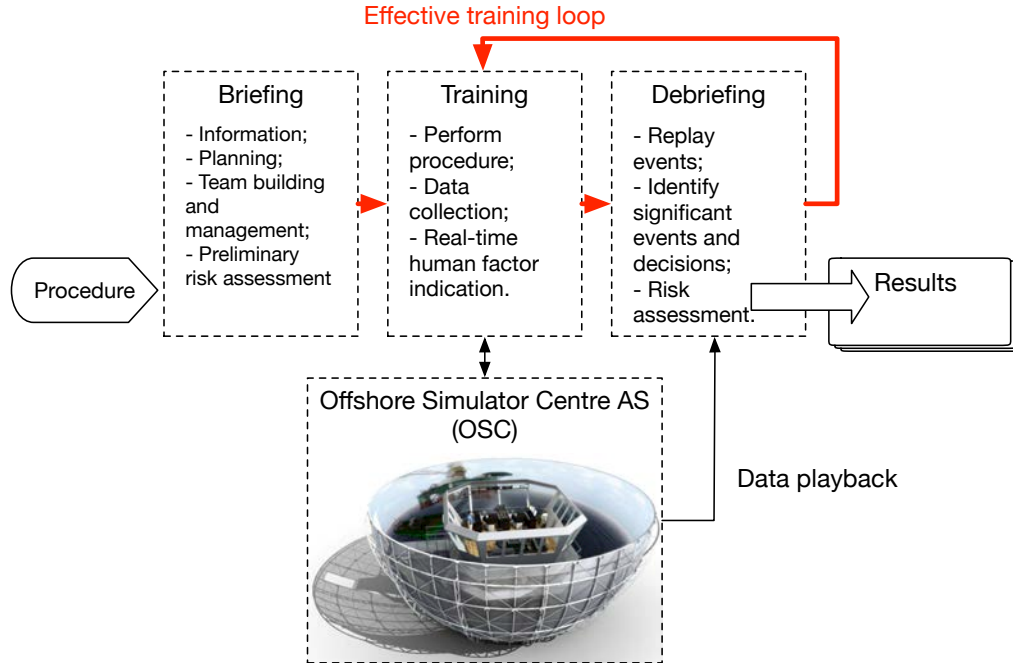 Effective training loop
Briefing
- Information;
- Planning;
- Team building
and
management;
- Preliminary
risk assessment
Training
- Perform
procedure;
- Data
collection;
- Real-time
human factor
indication.
Debriefing
- Replay
events;
- Identify
significant
events and
decisions;
- Risk
assessment.
Procedure
Results
Offshore Simulator Centre AS
(OSC)
Data playback